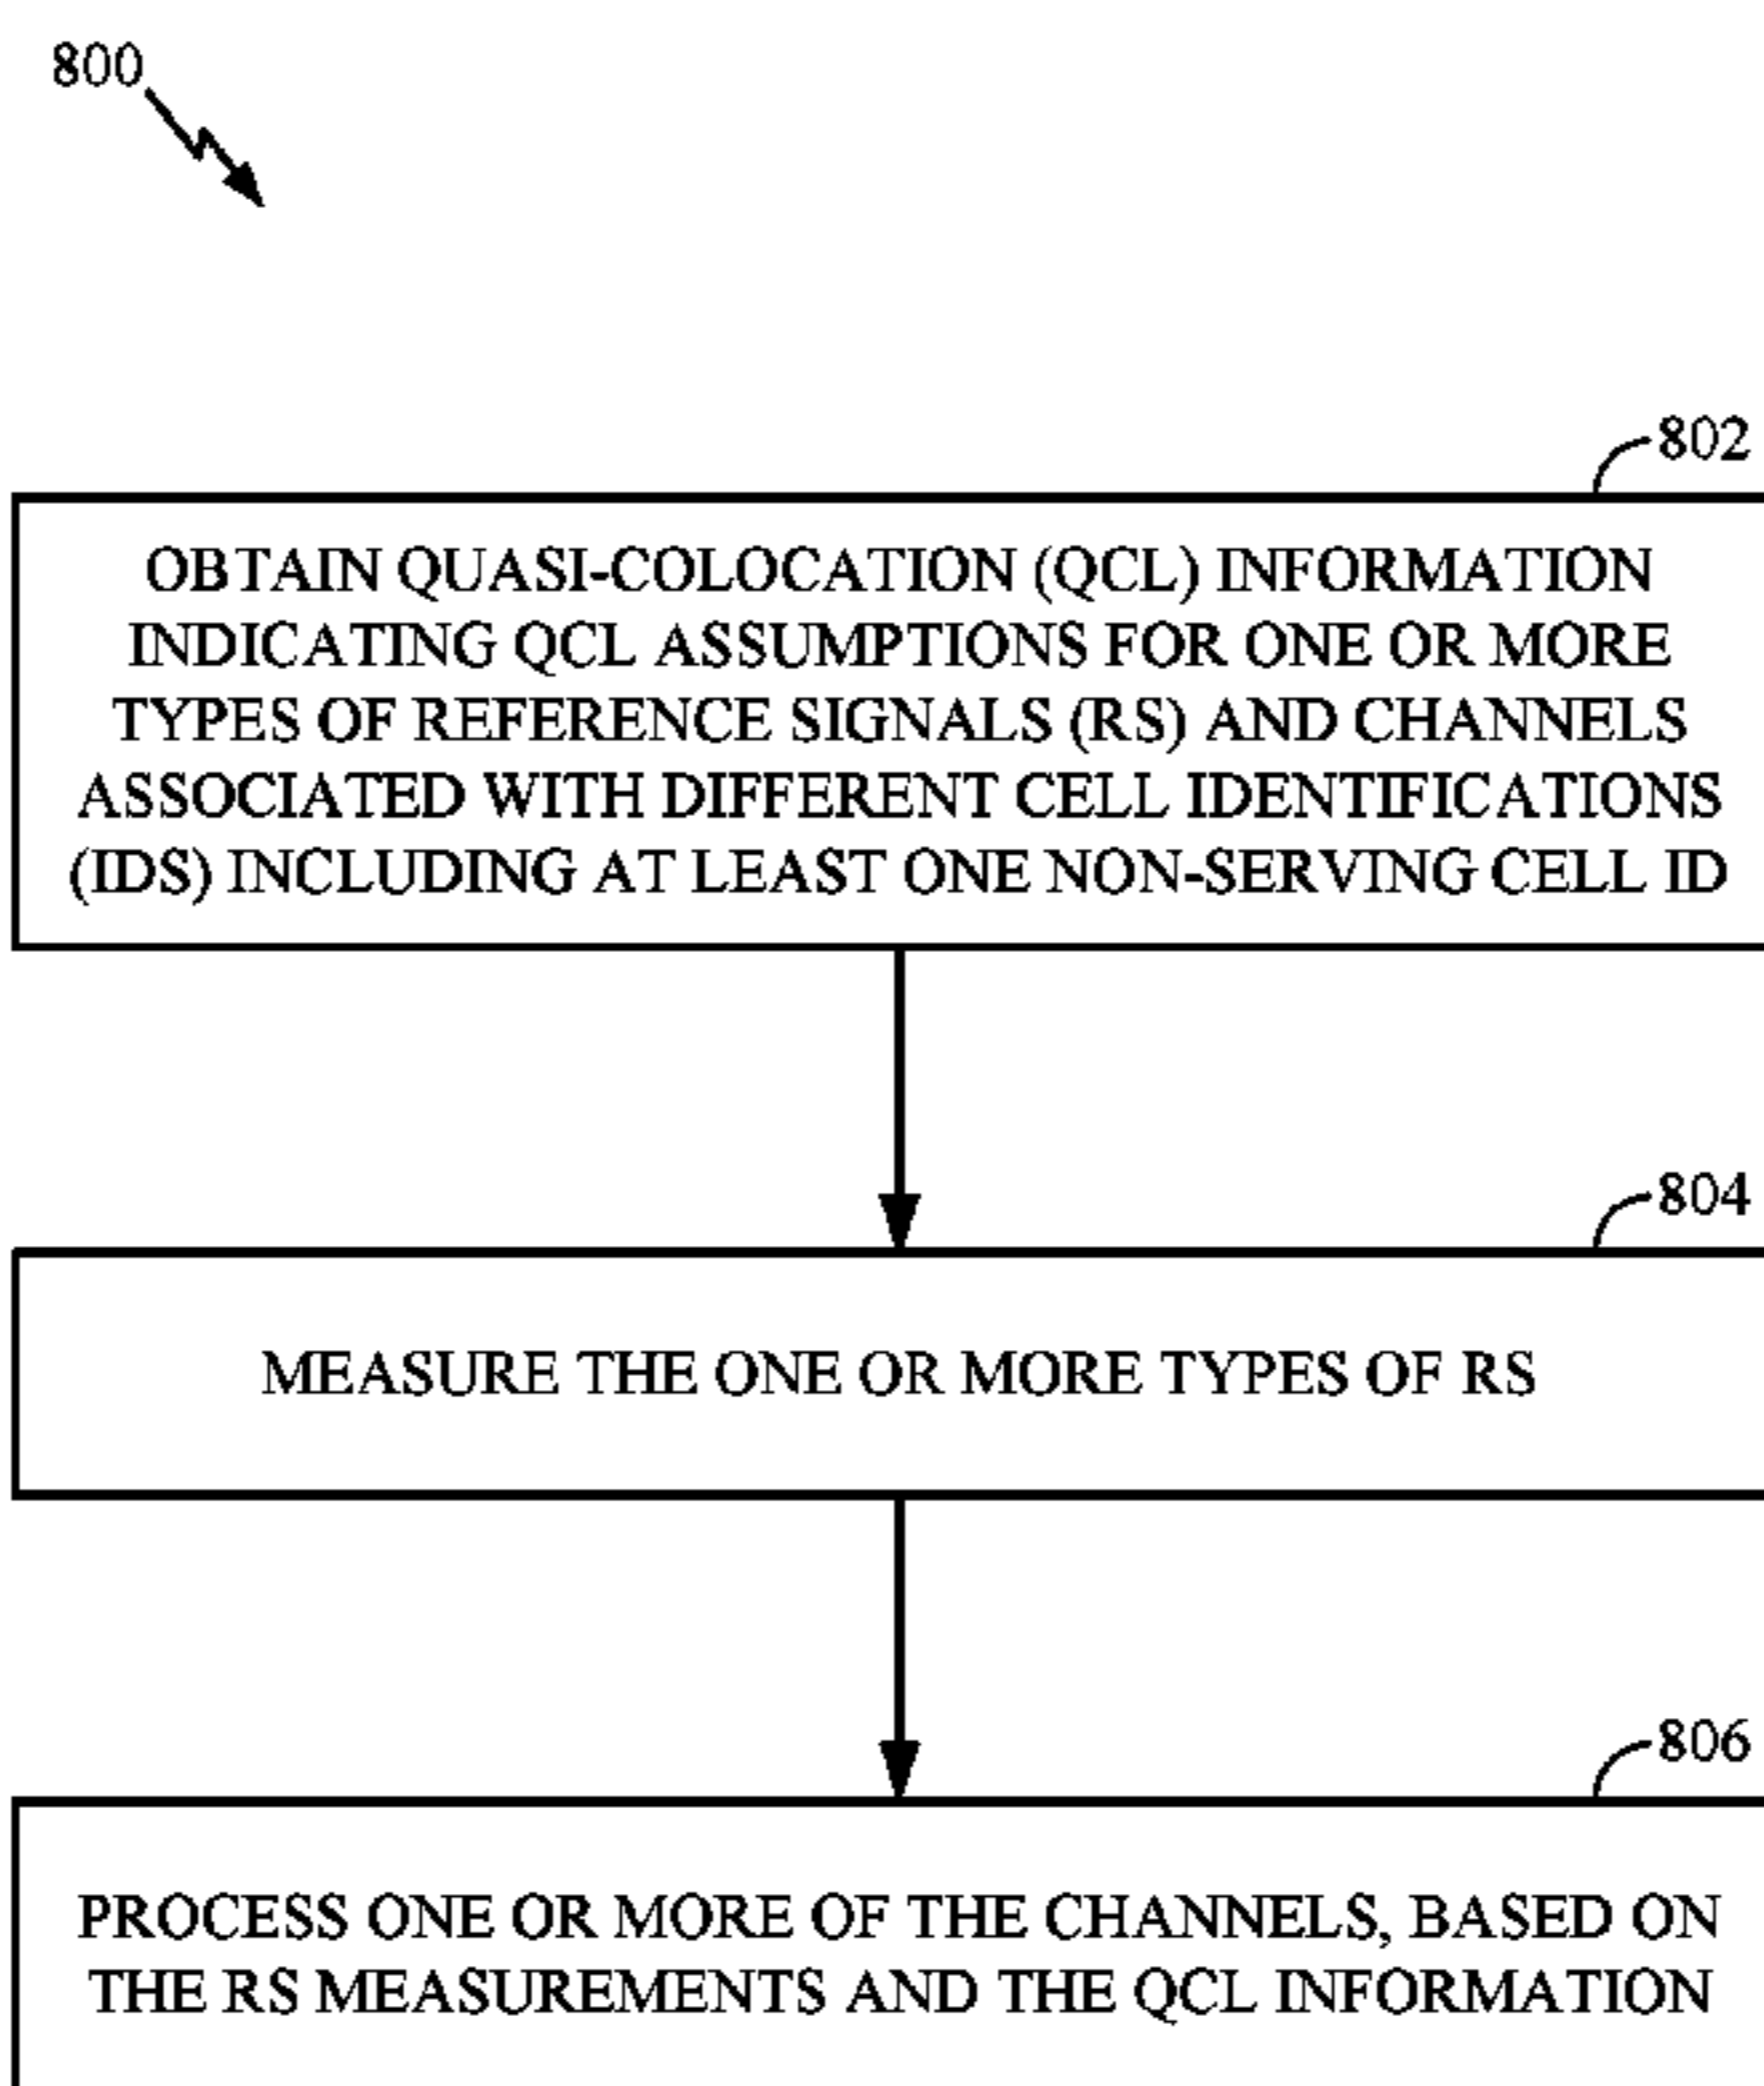 800
802
OBTAIN QUASI-COLOCATION (QCL) INFORMATION
INDICATING QCL ASSUMPTIONS FOR ONE OR MORE
TYPES OF REFERENCE SIGNALS (RS) AND CHANNELS
ASSOCIATED WITH DIFFERENT CELL IDENTIFICATIONS
(IDS) INCLUDING AT LEAST ONE NON-SERVING CELL ID
804
MEASURE THE ONE OR MORE TYPES OF RS
806
PROCESS ONE OR MORE OF THE CHANNELS, BASED ON
THE RS MEASUREMENTS AND THE QCL INFORMATION